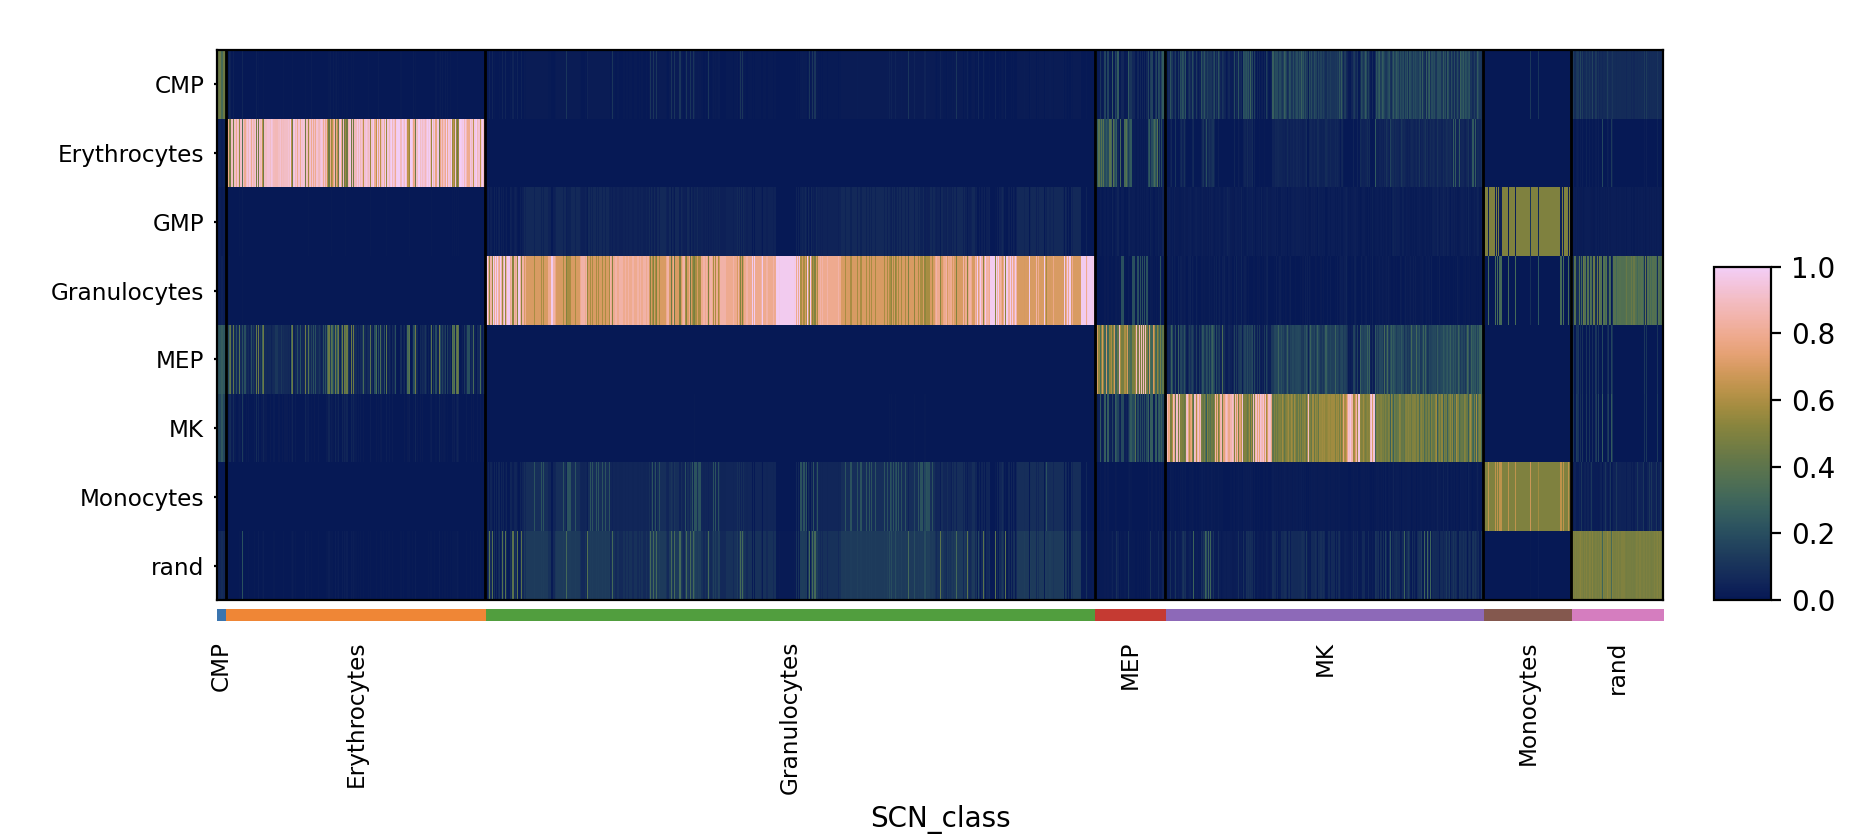 CMP
Erythrocytes
GMP
Granulocytes
MEP
MK
Monocytes
rand
1.0
0.8
0.6
0.4
0.2
0.0
CMP
Erythrocytes
Granulocytes
MEP
MK
Monocytes
rand
SCN_class